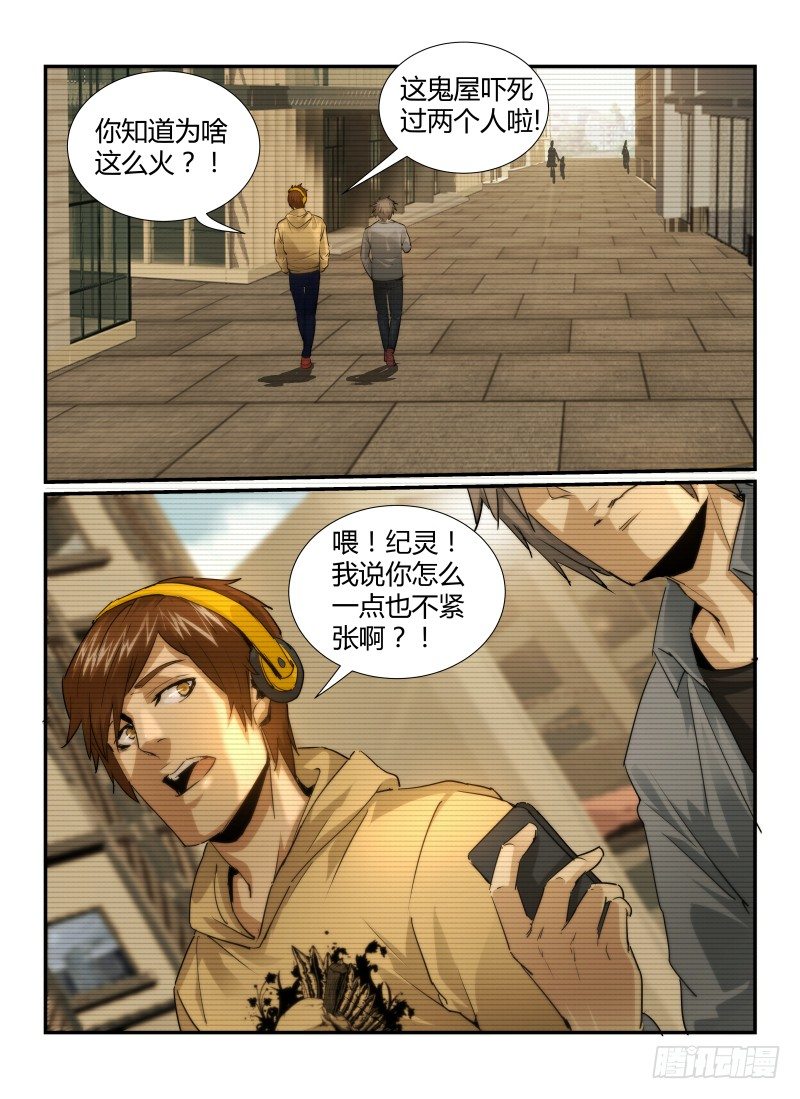 你知道为啥
这么火？！
这鬼屋吓死
过两个人啦!
喂！纪灵！
我说你怎么
一点也不紧
张啊？！
腾讯动漫